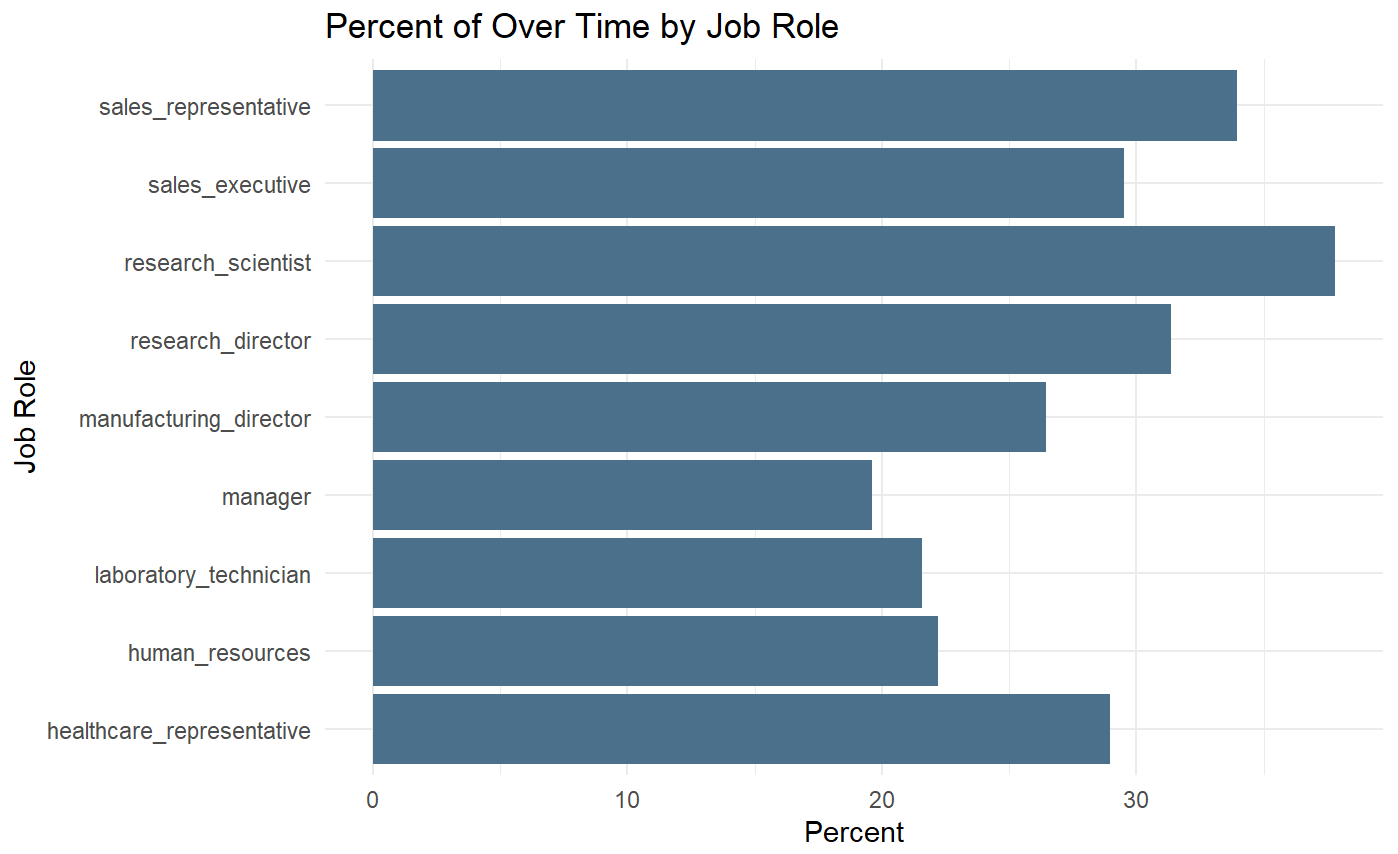 Percent of Over Time by Job Role
sales_representative
sales_executive
research_scientist
research_director
manufacturing_director
manager
laboratory_technician
human_resources
healthcare_representative
Job Role
0 10 20 30
Percent